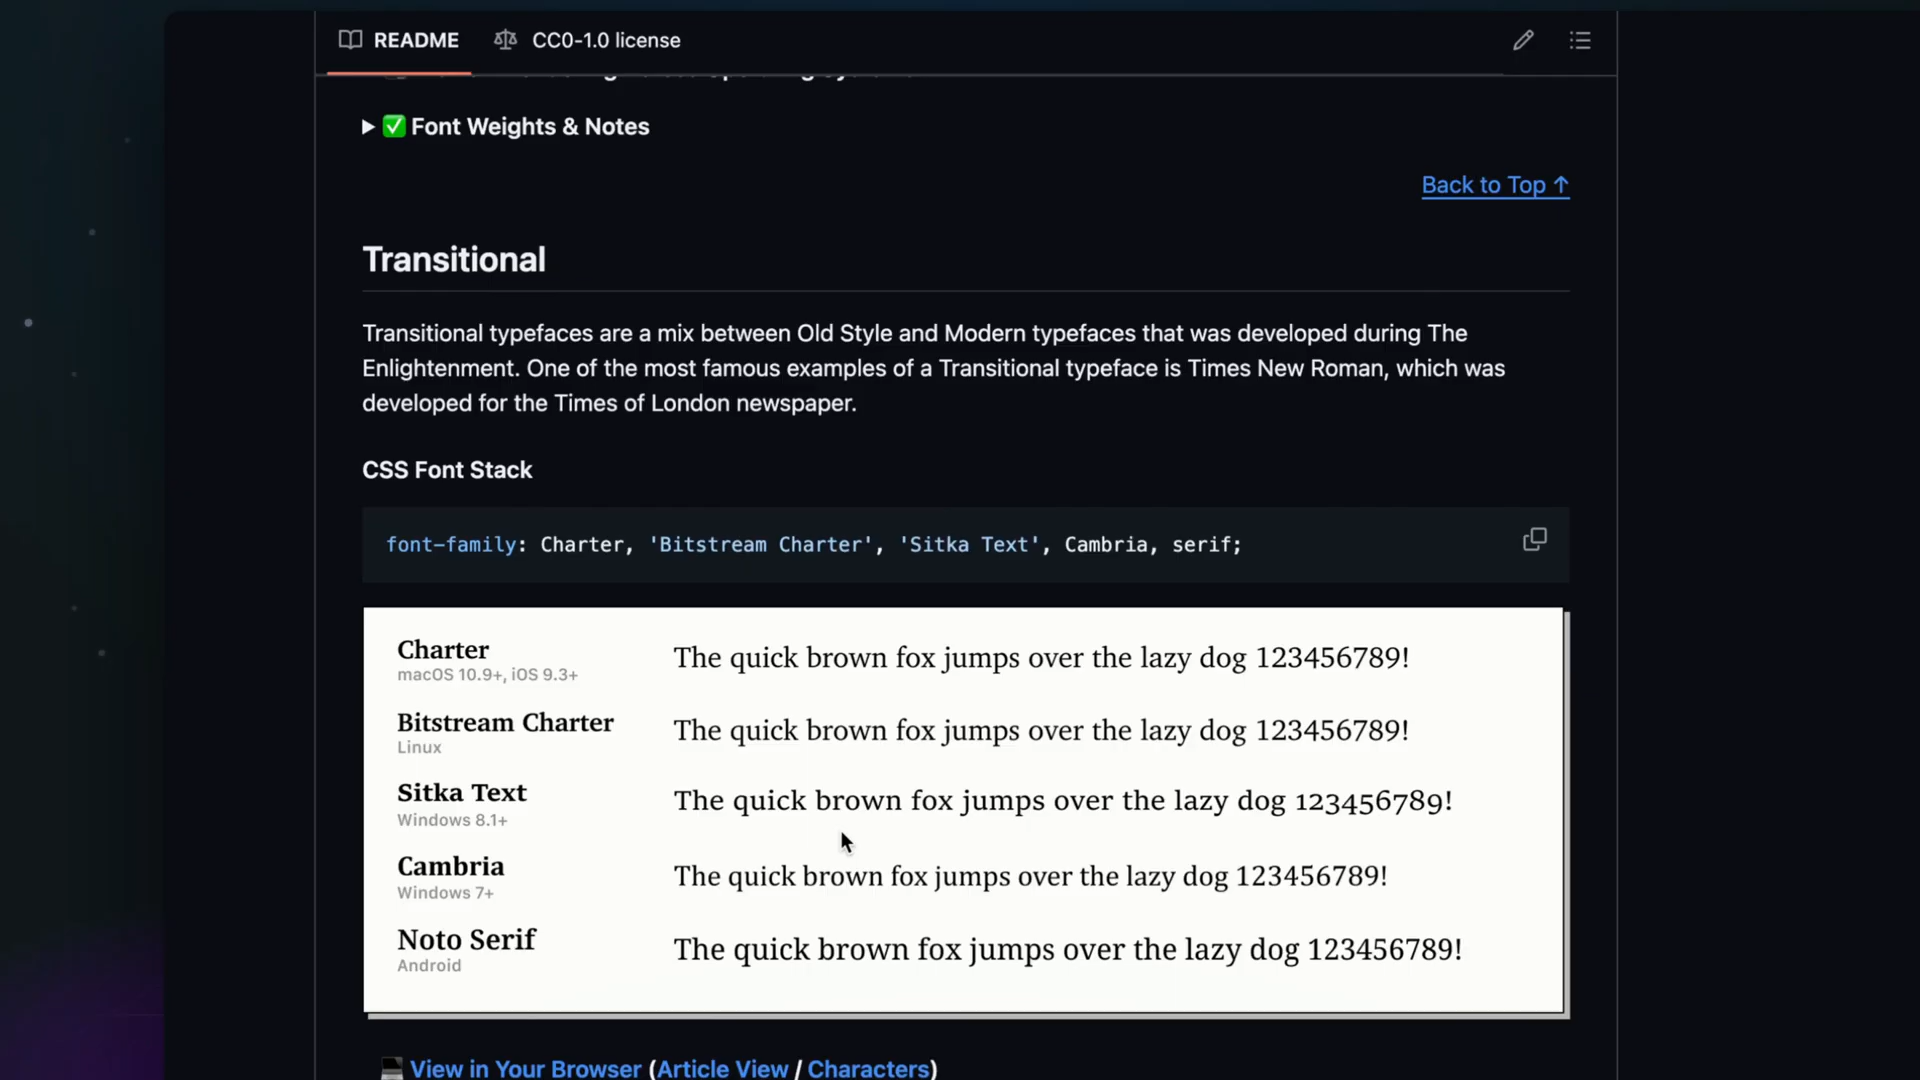 README
CC0-1.0 license
Font Weights & Notes
Back to Top ↑
Transitional
Transitional typefaces are a mix between Old Style and Modern typefaces that was developed during The
Enlightenment. One of the most famous examples of a Transitional typeface is Times New Roman, which was
developed for the Times of London newspaper.
CSS Font Stack
font-family: Charter, 'Bitstream Charter', 'Sitka Text', Cambria, serif;
Charter
macOS 10.9+, iOS 9.3+
The quick brown fox jumps over the lazy dog 123456789!
Bitstream Charter
Linux
The quick brown fox jumps over the lazy dog 123456789!
Sitka Text
Windows 8.1+
The quick brown fox jumps over the lazy dog 123456789!
Cambria
Windows 7+
The quick brown fox jumps over the lazy dog 123456789!
Noto Serif
Android
The quick brown fox jumps over the lazy dog 123456789!
View in Your Browser (Article View / Characters)